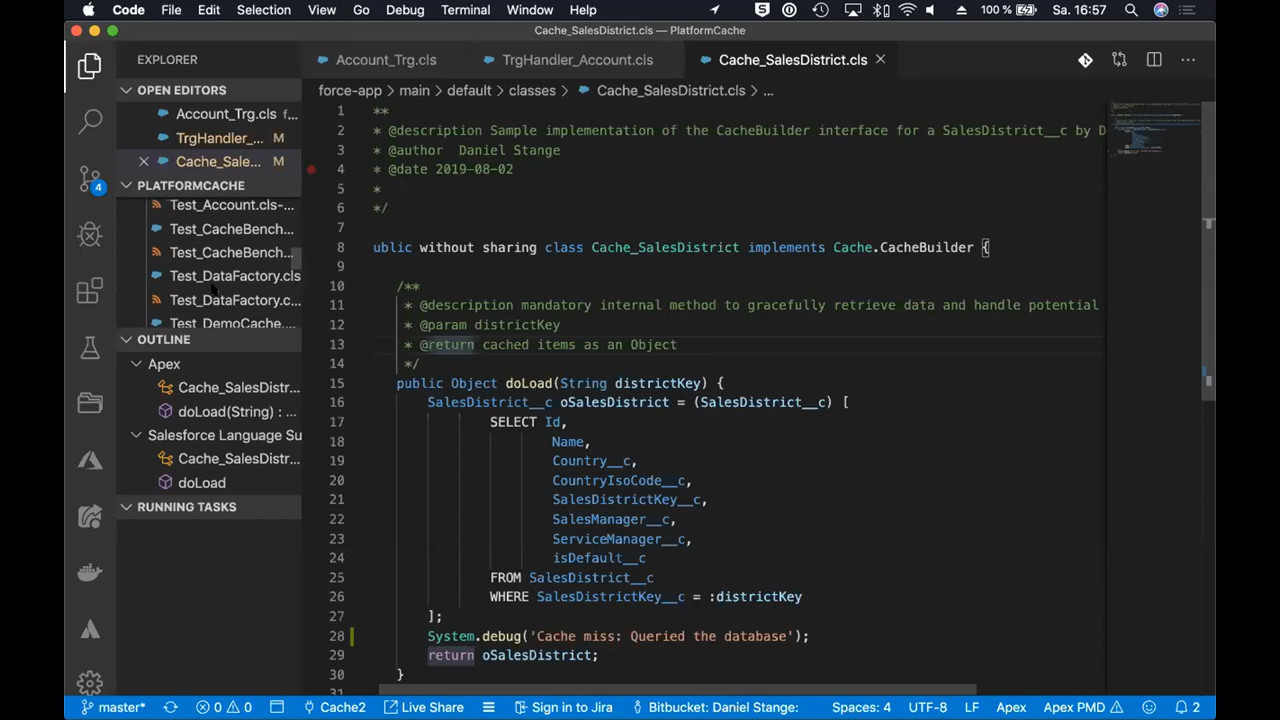 Code File Edit Selection View Go Debug Terminal Window Help 100 % Sa. 16:57
Cache_SalesDistrict.cls — PlatformCache
EXPLORER
Account_Trg.cls TrgHandler_Account.cls Cache_SalesDistrict.cls
OPEN EDITORS
Account_Trg.cls f...
TrgHandler_... M
Cache_Sale... M
PLATFORMCACHE
Test_Account.cls-...
Test_CacheBench...
Test_CacheBench...
Test_DataFactory.cls
Test_DataFactory.c...
Test_DemoCache....
OUTLINE
Apex
Cache_SalesDistr...
doLoad(String) : ...
Salesforce Language Su
Cache_SalesDistr...
doLoad
RUNNING TASKS
4
force-app > main > default > classes > Cache_SalesDistrict.cls > ...
1 **
2 * @description Sample implementation of the CacheBuilder interface for a SalesDistrict__c by D
3 * @author Daniel Stange
4 * @date 2019-08-02
5 *
6 */
7
8 ublic without sharing class Cache_SalesDistrict implements Cache.CacheBuilder {
9
10 /**
11 * @description mandatory internal method to gracefully retrieve data and handle potential
12 * @param districtKey
13 * @return cached items as an Object
14 */
15 public Object doLoad(String districtKey) {
16 SalesDistrict__c oSalesDistrict = (SalesDistrict__c) [
17 SELECT Id,
18 Name,
19 Country__c,
20 CountryIsoCode__c,
21 SalesDistrictKey__c,
22 SalesManager__c,
23 ServiceManager__c,
24 isDefault__c
25 FROM SalesDistrict__c
26 WHERE SalesDistrictKey__c = :districtKey
27 ];
28 System.debug('Cache miss: Queried the database');
29 return oSalesDistrict;
30 }
31
master* 0 0 Cache2 Live Share Sign in to Jira Bitbucket: Daniel Stange: Spaces: 4 UTF-8 LF Apex Apex PMD 2